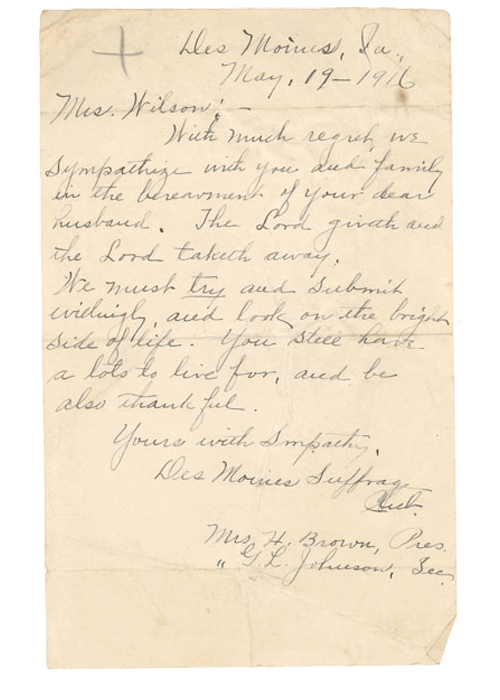 Des Moines, Ia.,
May, 19-1916
Mrs. Wilson:-
With much regret, we
sympathize with you and family
in the bereavment of your dear
husband. The Lord giveth and
the Lord taketh away.
We must try and submit
willingly, and look on the bright
side of life. You still have
a lots to live for, and be
also thankful.
Yours with Smpathy,
Des Moines Suffrag
Club.
Mrs. H. Brown, Pres.
" G. L. Johnson, Sec.